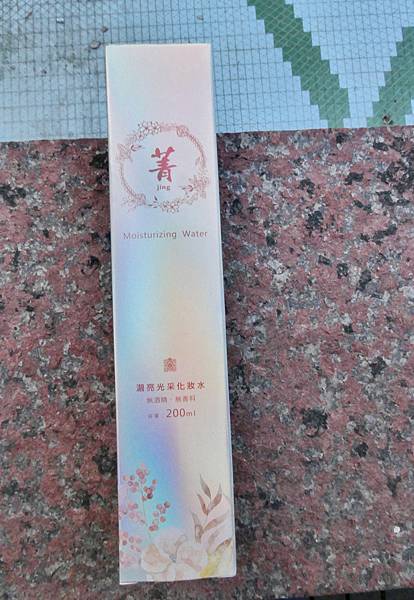 菁
jing
Moisturizing Water
潤亮光采化妝水
無酒精、無香料
容量：200ml